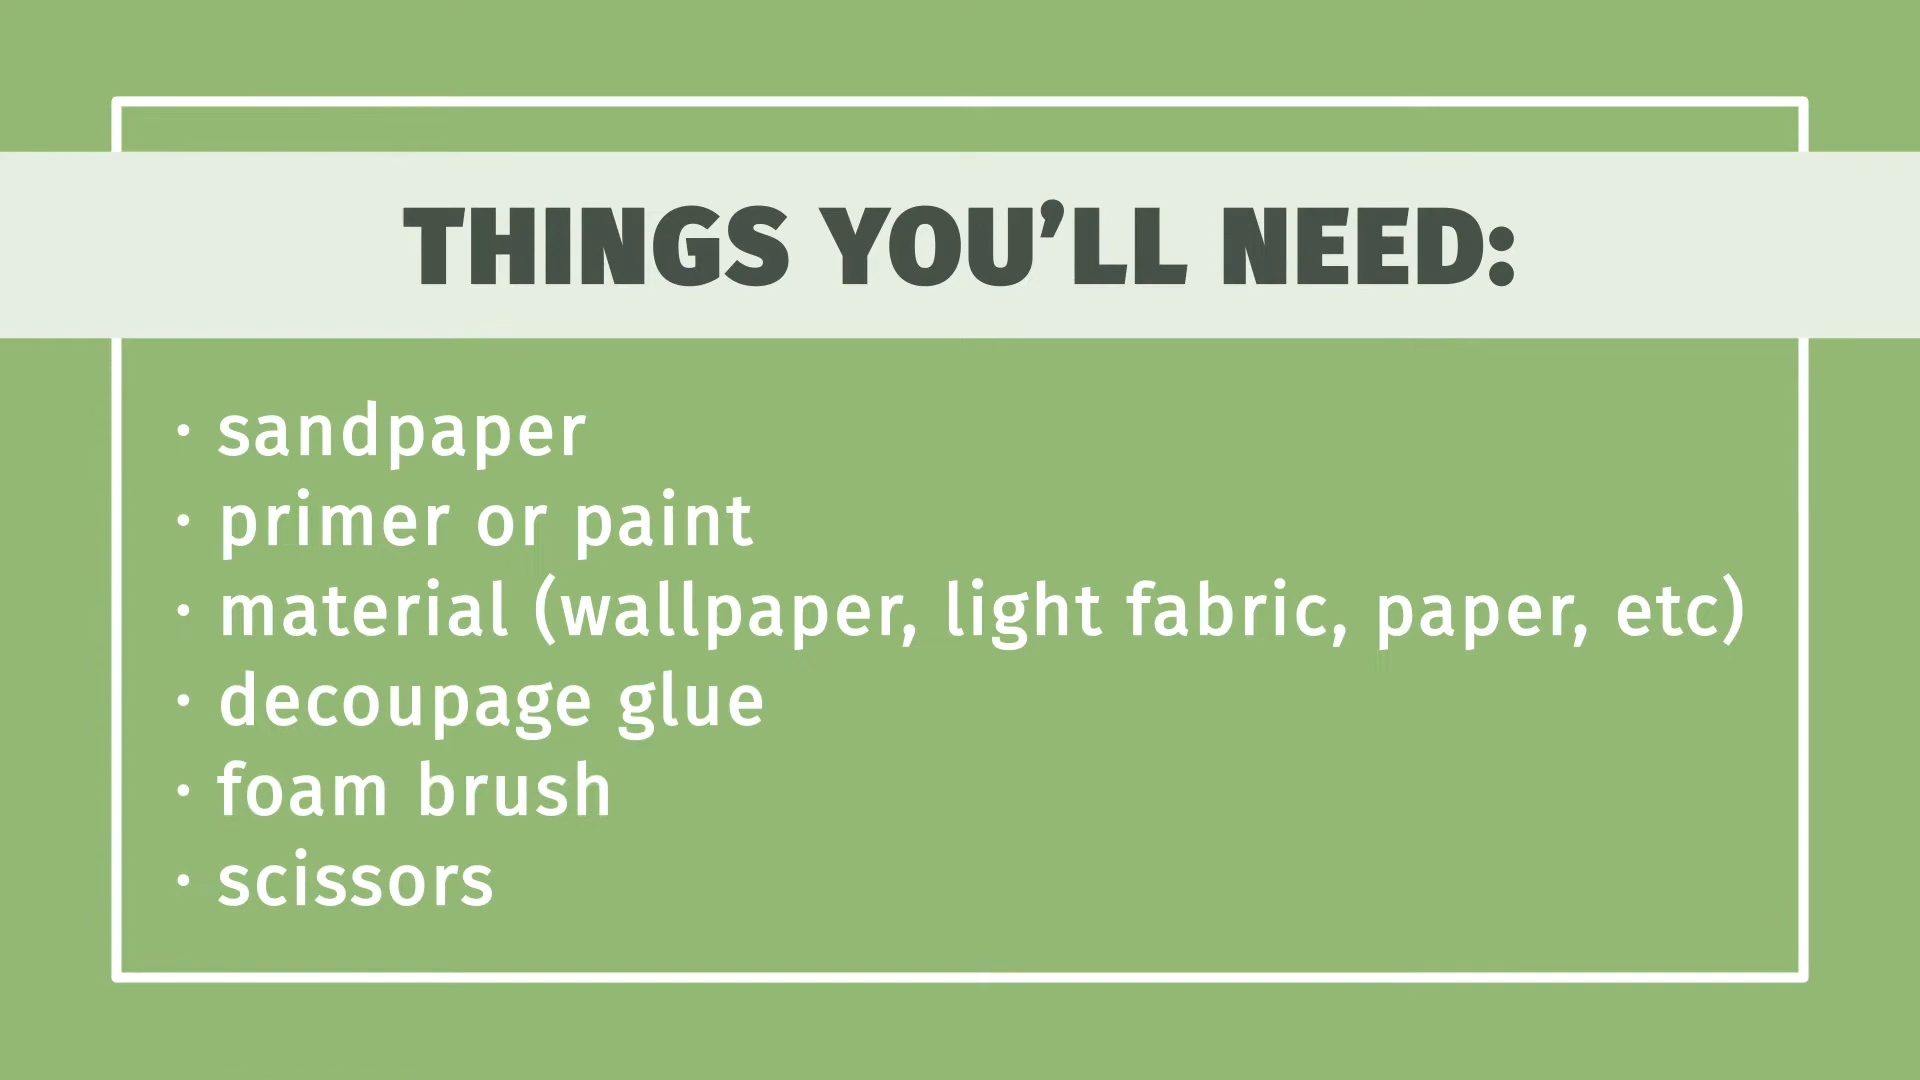 THINGS YOU’LL NEED:
• sandpaper
• primer or paint
• material (wallpaper, light fabric, paper, etc)
• decoupage glue
• foam brush
• scissors